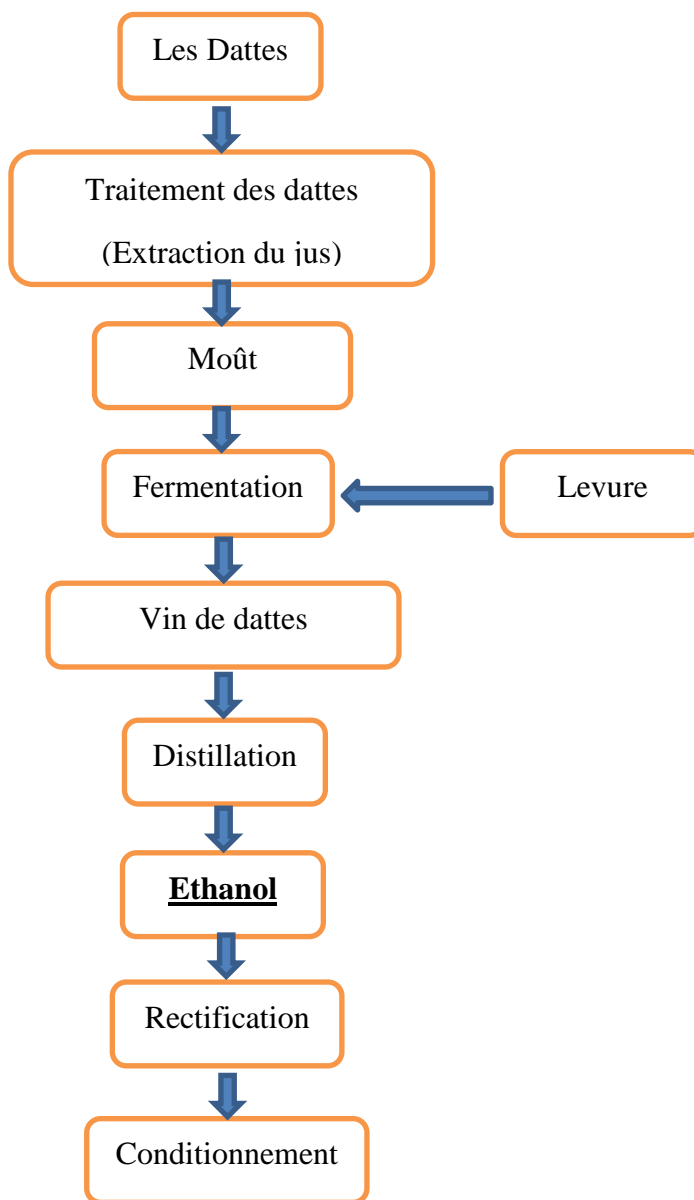 Les Dattes
Traitement des dattes
(Extraction du jus)
Moût
Fermentation
Levure
Vin de dattes
Distillation
Ethanol
Rectification
Conditionnement